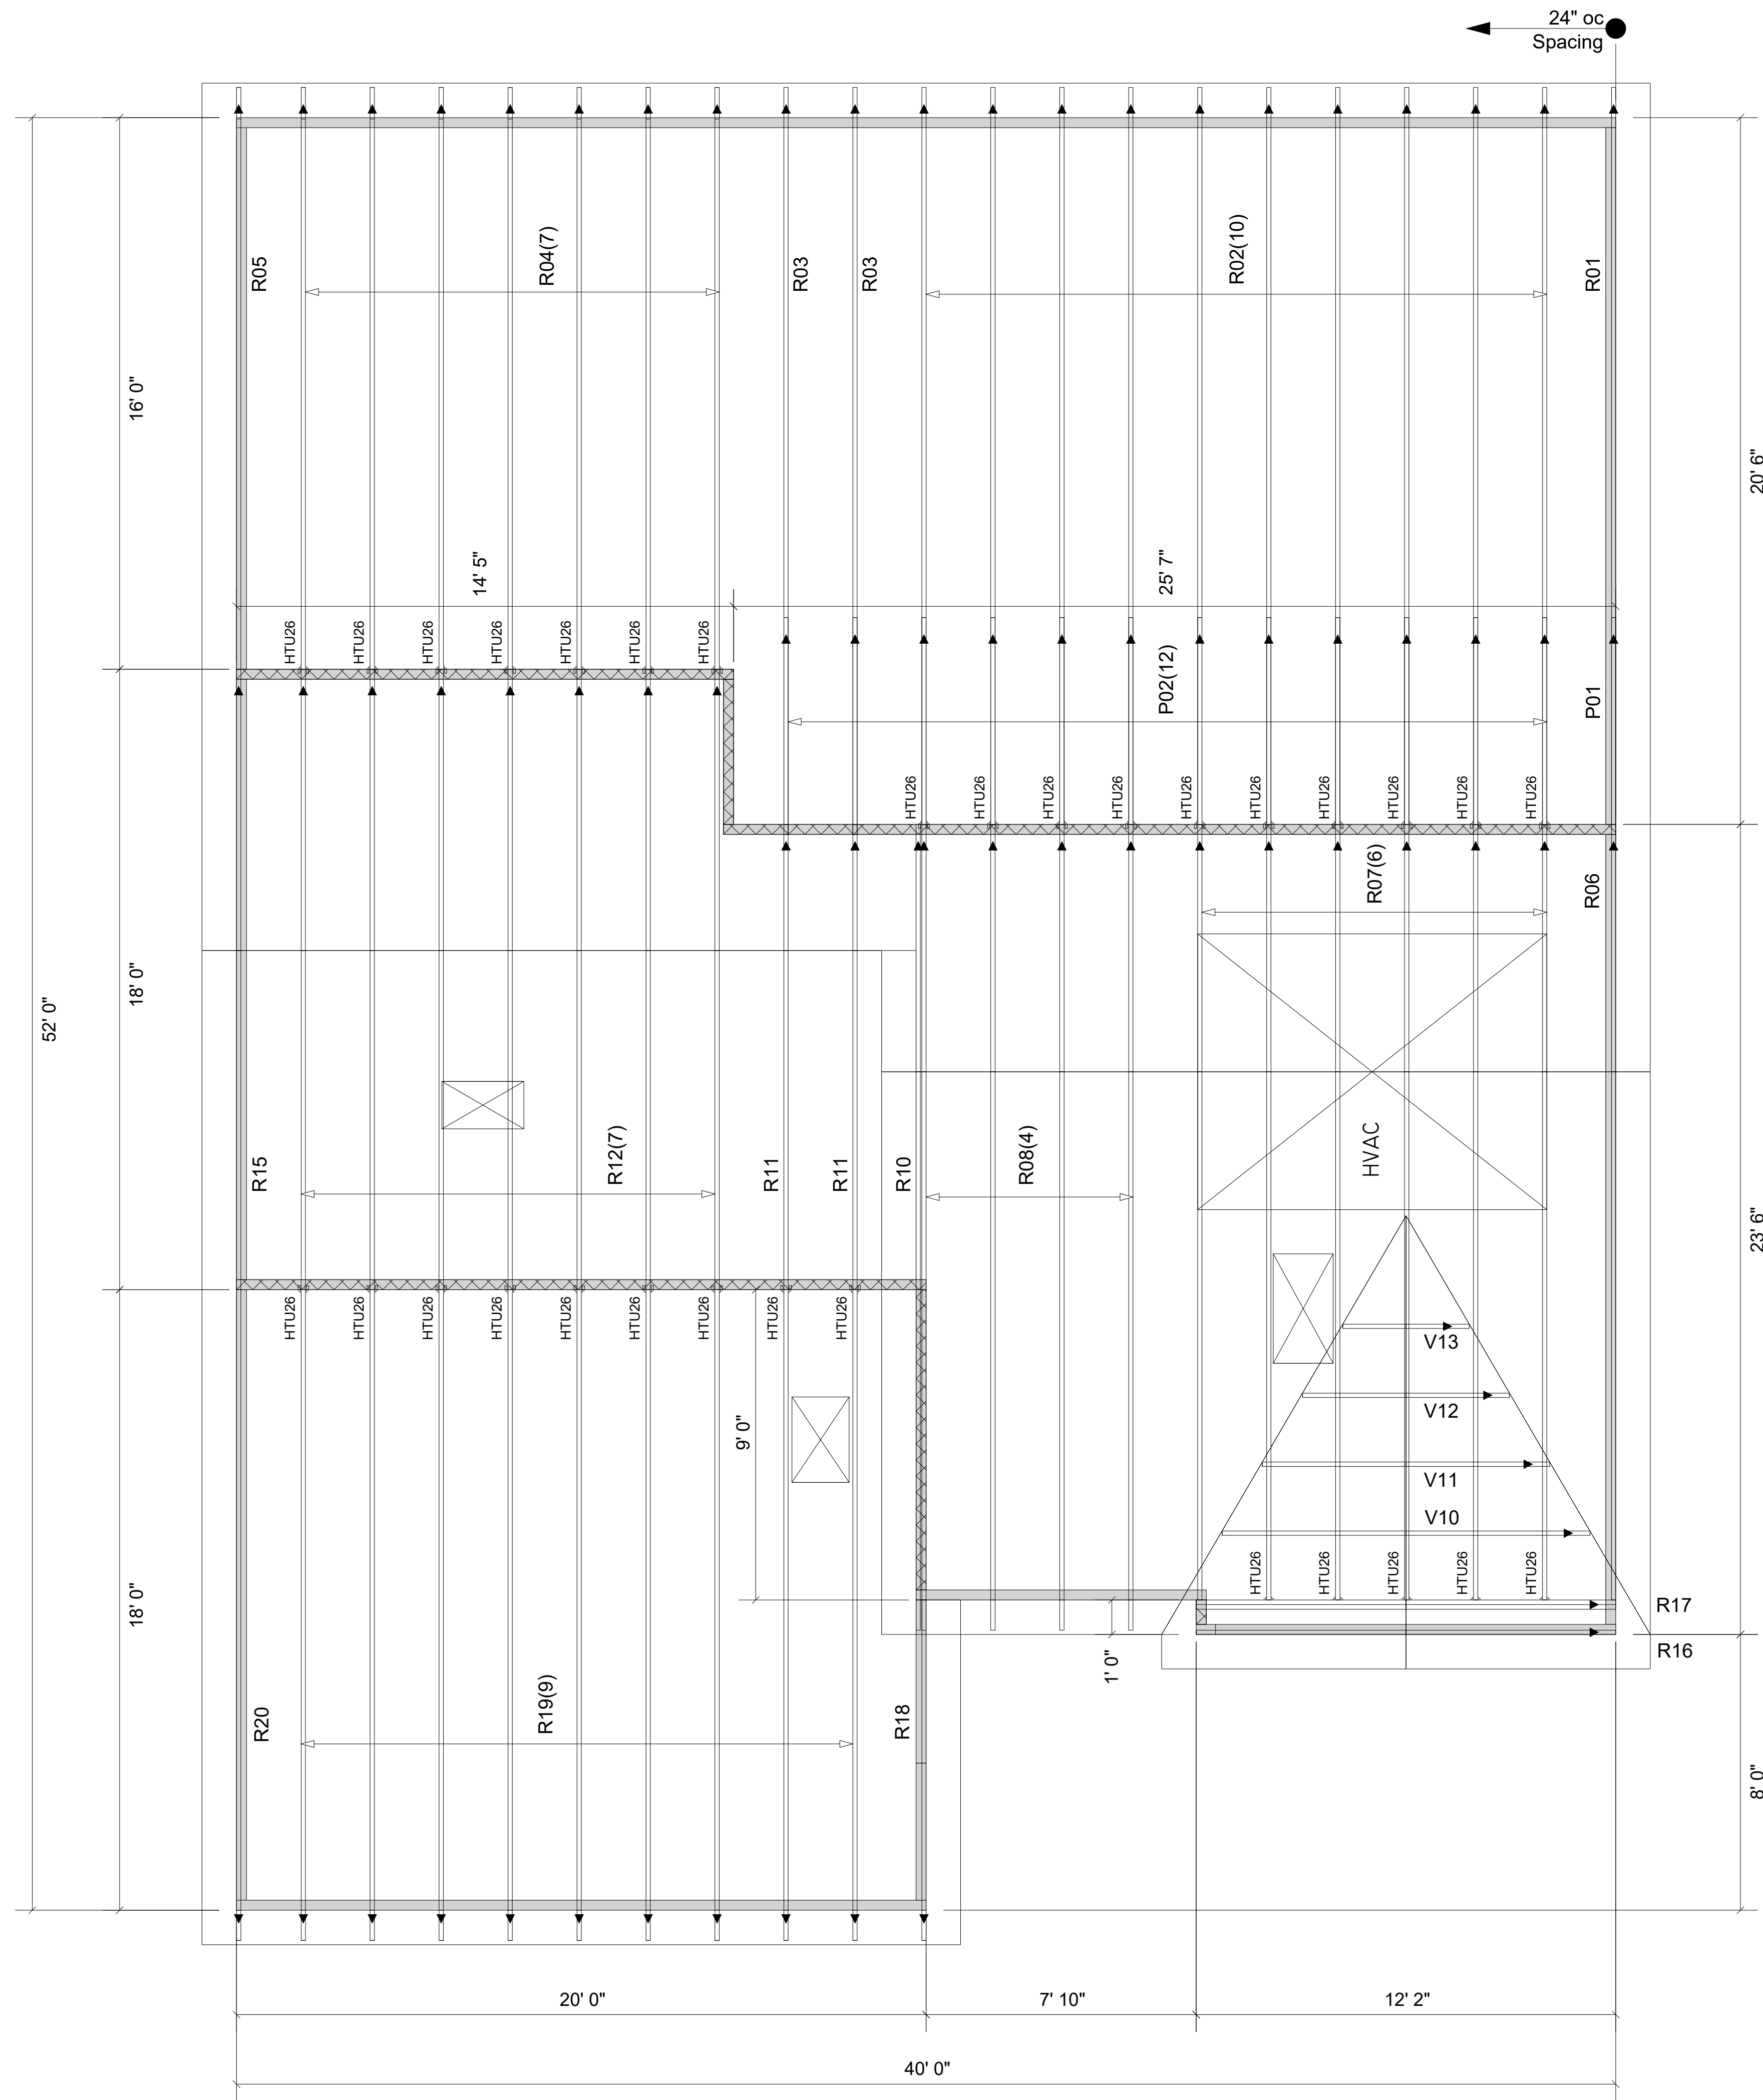 24" oc
Spacing
R05
R04(7)
R03
R03
R02(10)
R01
16' 0"
20' 6"
14' 5"
25' 7"
HTU26
HTU26
HTU26
HTU26
HTU26
HTU26
HTU26
P02(12)
P01
HTU26
HTU26
HTU26
HTU26
HTU26
HTU26
HTU26
HTU26
HTU26
HTU26
R07(6)
R06
52' 0"
18' 0"
R15
R12(7)
R11
R11
R10
R08(4)
HVAC
23' 6"
HTU26
HTU26
HTU26
HTU26
HTU26
HTU26
HTU26
HTU26
HTU26
V13
V12
9' 0"
V11
V10
HTU26
HTU26
HTU26
HTU26
HTU26
18' 0"
R17
R16
1' 0"
R20
R19(9)
R18
8' 0"
20' 0"
7' 10"
12' 2"
40' 0"